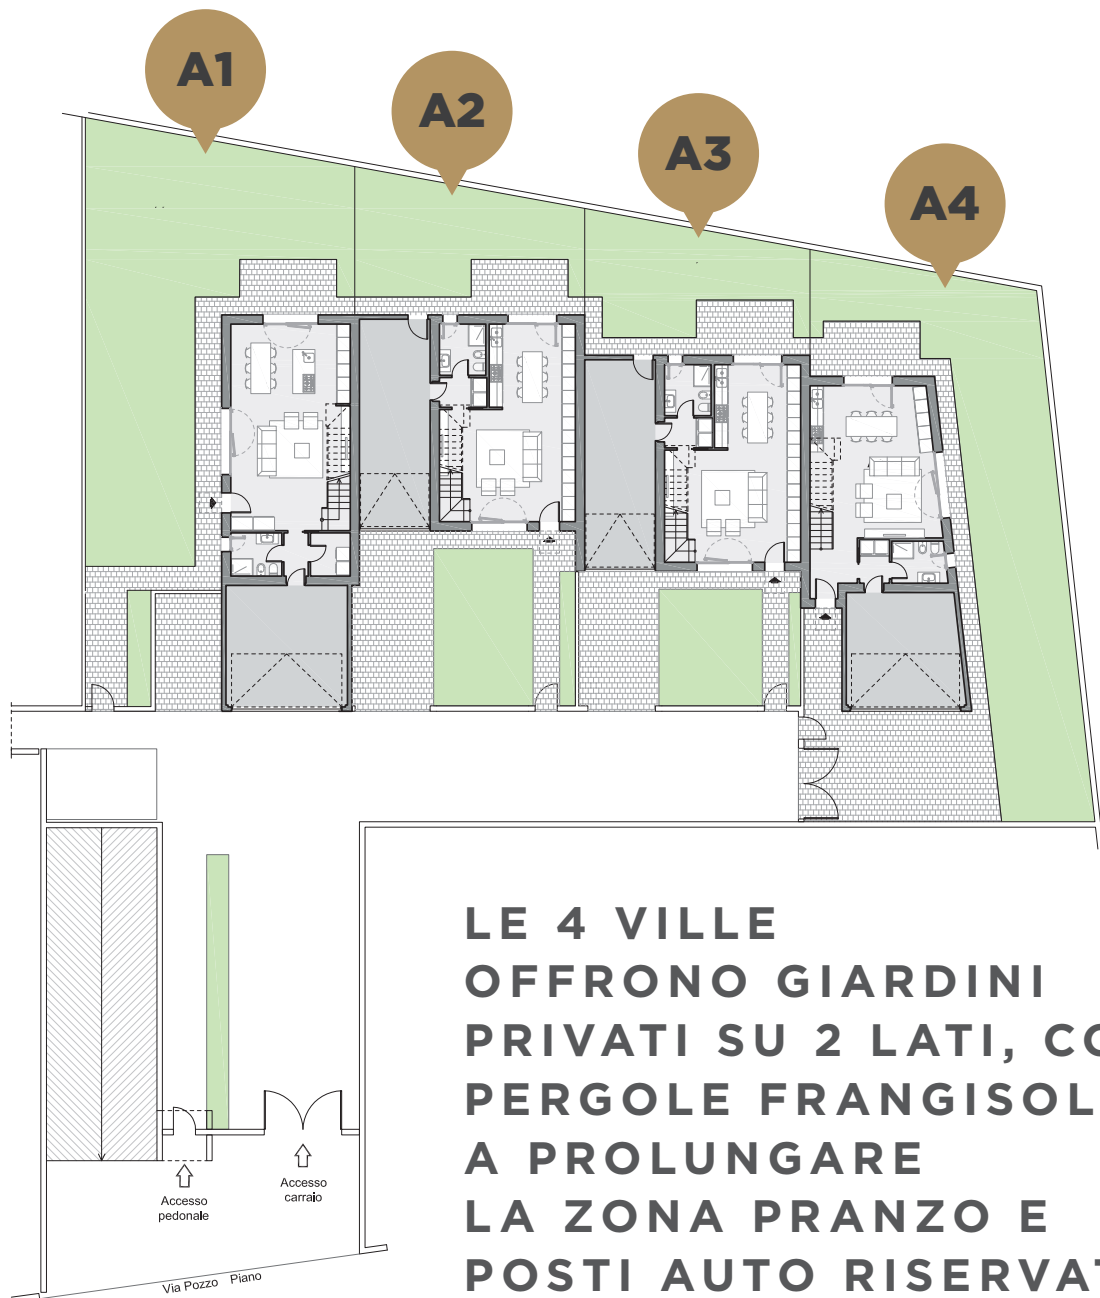 A1
A2
A3
A4
LE 4 VILLE
OFFRONO GIARDINI
PRIVATI SU 2 LATI, CO
PERGOLE FRANGISOL
A PROLUNGARE
LA ZONA PRANZO E
POSTI AUTO RISERVAT
Accesso
pedonale
Accesso
carraio
Via Pozzo Piano